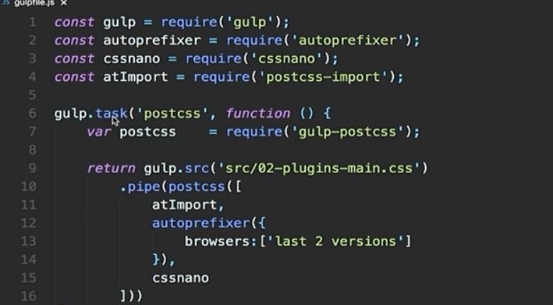 gulpfile.js ×
1 const gulp = require('gulp');
2 const autoprefixer = require('autoprefixer');
3 const cssnano = require('cssnano');
4 const atImport = require('postcss-import');
5
6 gulp.task('postcss', function () {
7     var postcss    = require('gulp-postcss');
8
9     return gulp.src('src/02-plugins-main.css')
10         .pipe(postcss([
11             atImport,
12             autoprefixer({
13                 browsers:['last 2 versions']
14             }),
15             cssnano
16         ]))